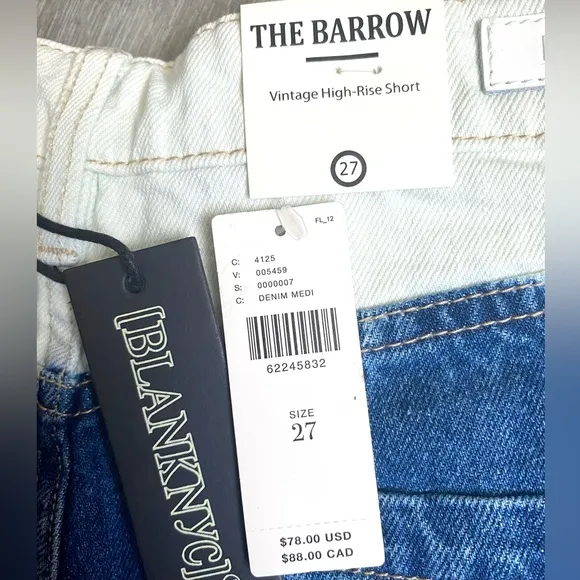 THE BARROW
Vintage High-Rise Short
27
FL_12
C: 4125
V: 005459
S: 0000007
C: DENIM MEDI
62245832
SIZE
27
$78.00 USD
$88.00 CAD
[BLANKNYC]